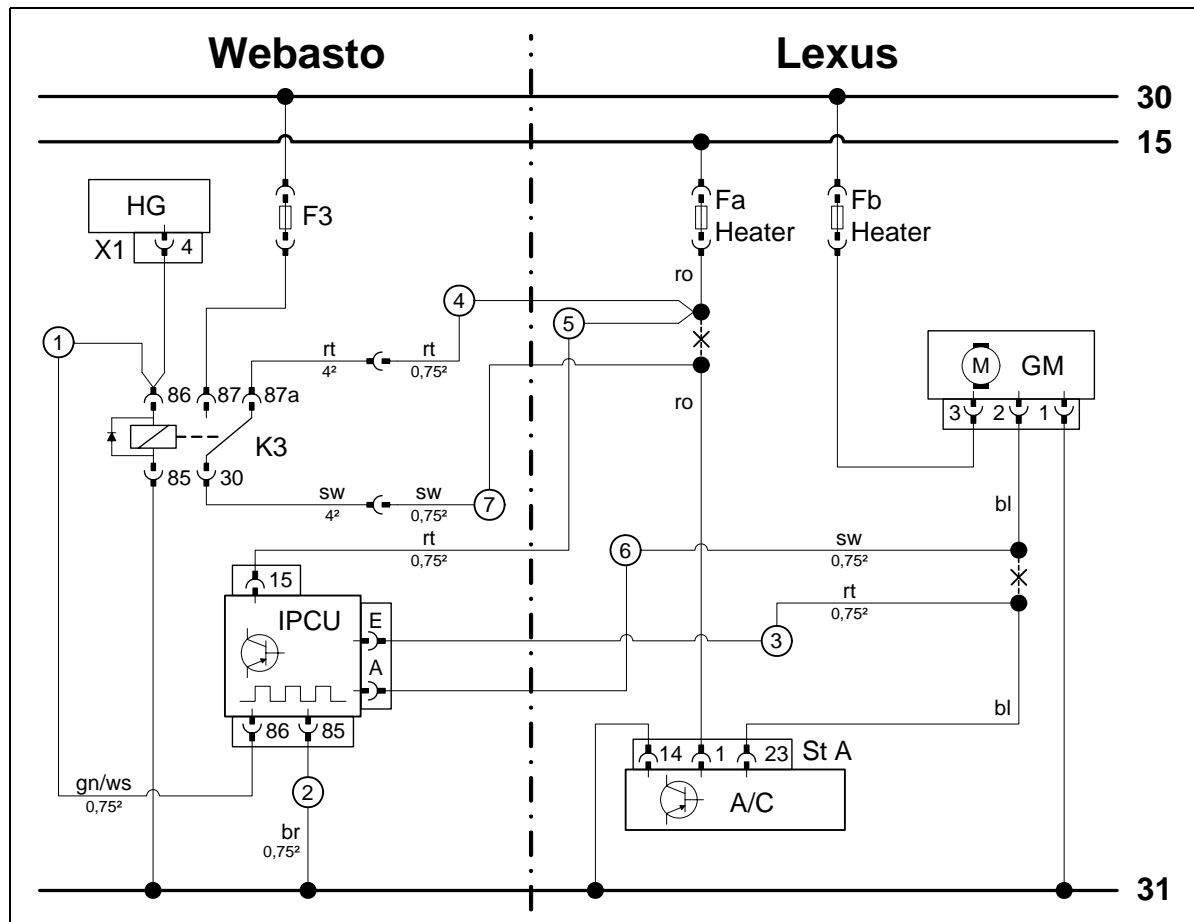 Webasto
Lexus
30
15
HG
X1
4
F3
Fa
Heater
Fb
Heater
ro
4
1
5
rt
4²
rt
0,75²
86
87
87a
ro
M
GM
3
2
1
K3
85
30
sw
4²
sw
0,75²
7
bl
rt
0,75²
6
sw
0,75²
15
IPCU
E
A
rt
0,75²
3
86
85
bl
14
1
23
St A
gn/ws
0,75²
2
A/C
br
0,75²
31